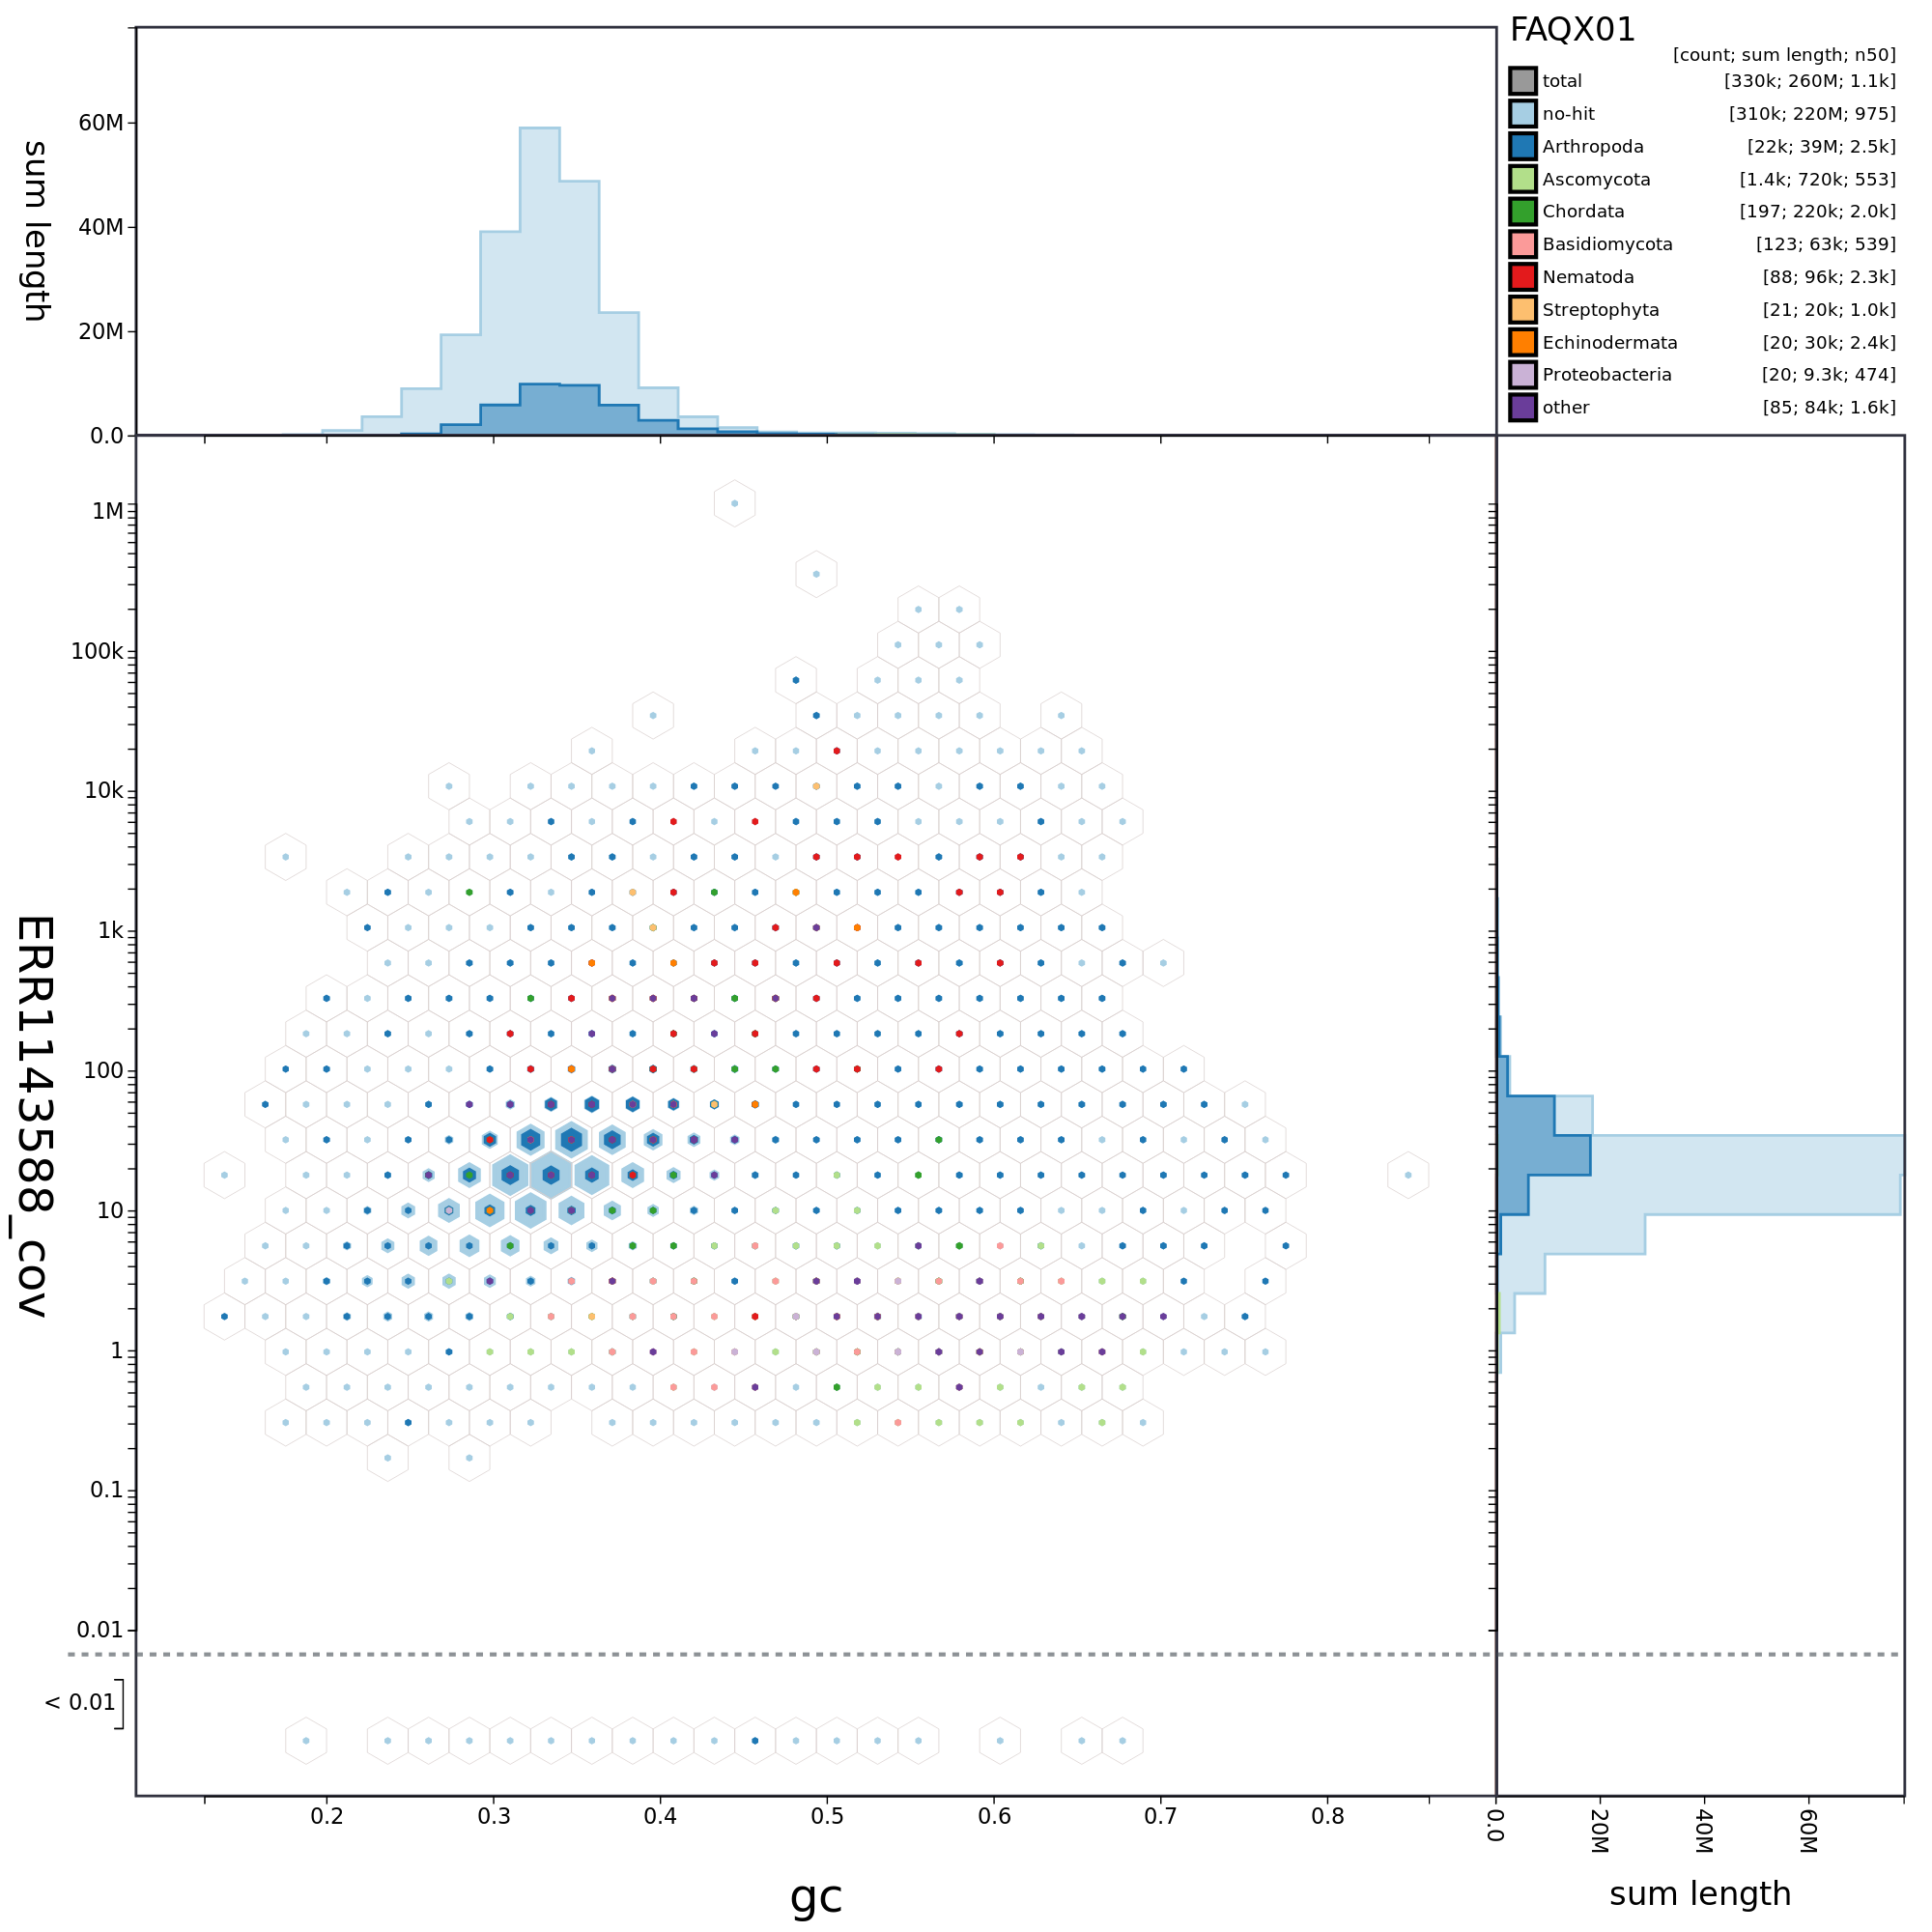 FAQX01
[count; sum length; n50]
total [330k; 260M; 1.1k]
no-hit [310k; 220M; 975]
Arthropoda [22k; 39M; 2.5k]
Ascomycota [1.4k; 720k; 553]
Chordata [197; 220k; 2.0k]
Basidiomycota [123; 63k; 539]
Nematoda [88; 96k; 2.3k]
Streptophyta [21; 20k; 1.0k]
Echinodermata [20; 30k; 2.4k]
Proteobacteria [20; 9.3k; 474]
other [85; 84k; 1.6k]
sum length
60M
40M
20M
0.0
ERR1143588_cov
1M
100k
10k
1k
100
10
1
0.1
0.01
< 0.01
0.2 0.3 0.4 0.5 0.6 0.7 0.8
gc
0.0 20M 40M 60M
sum length